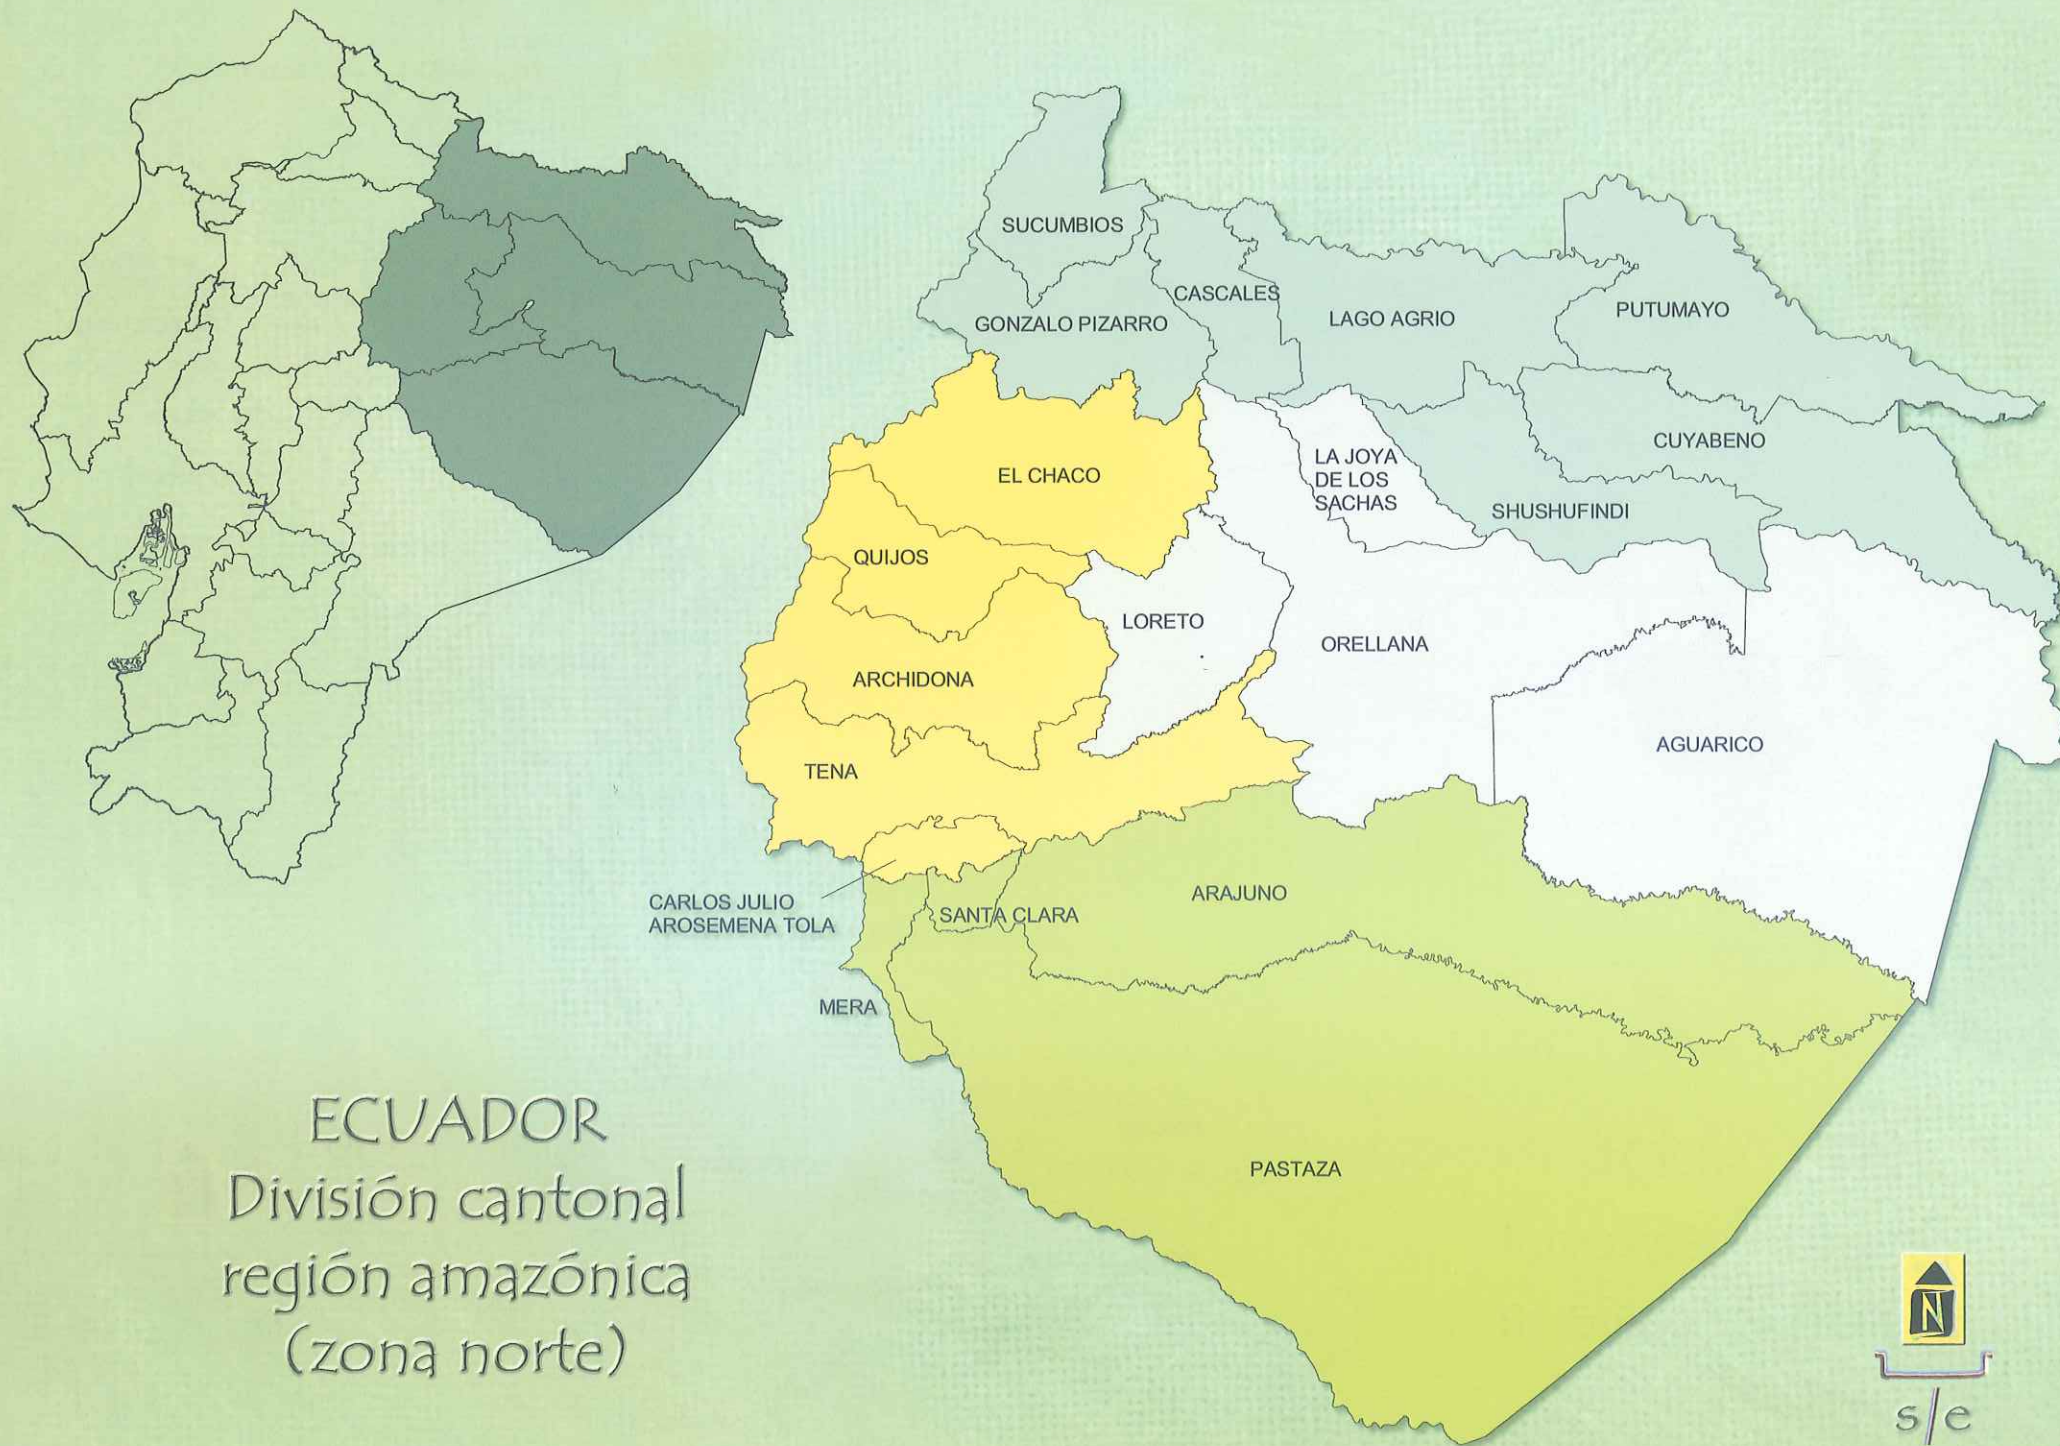 SUCUMBIOS
CASCALES
GONZALO PIZARRO
LAGO AGRIO
PUTUMAYO
EL CHACO
CUYABENO
LA JOYA
DE LOS
SACHAS
SHUSHUFINDI
QUIJOS
LORETO
ORELLANA
ARCHIDONA
AGUARICO
TENA
CARLOS JULIO
AROSEMENA TOLA
SANTA CLARA
ARAJUNO
MERA
PASTAZA
ECUADOR
División cantonal
región amazónica
(zona norte)
N
s/e